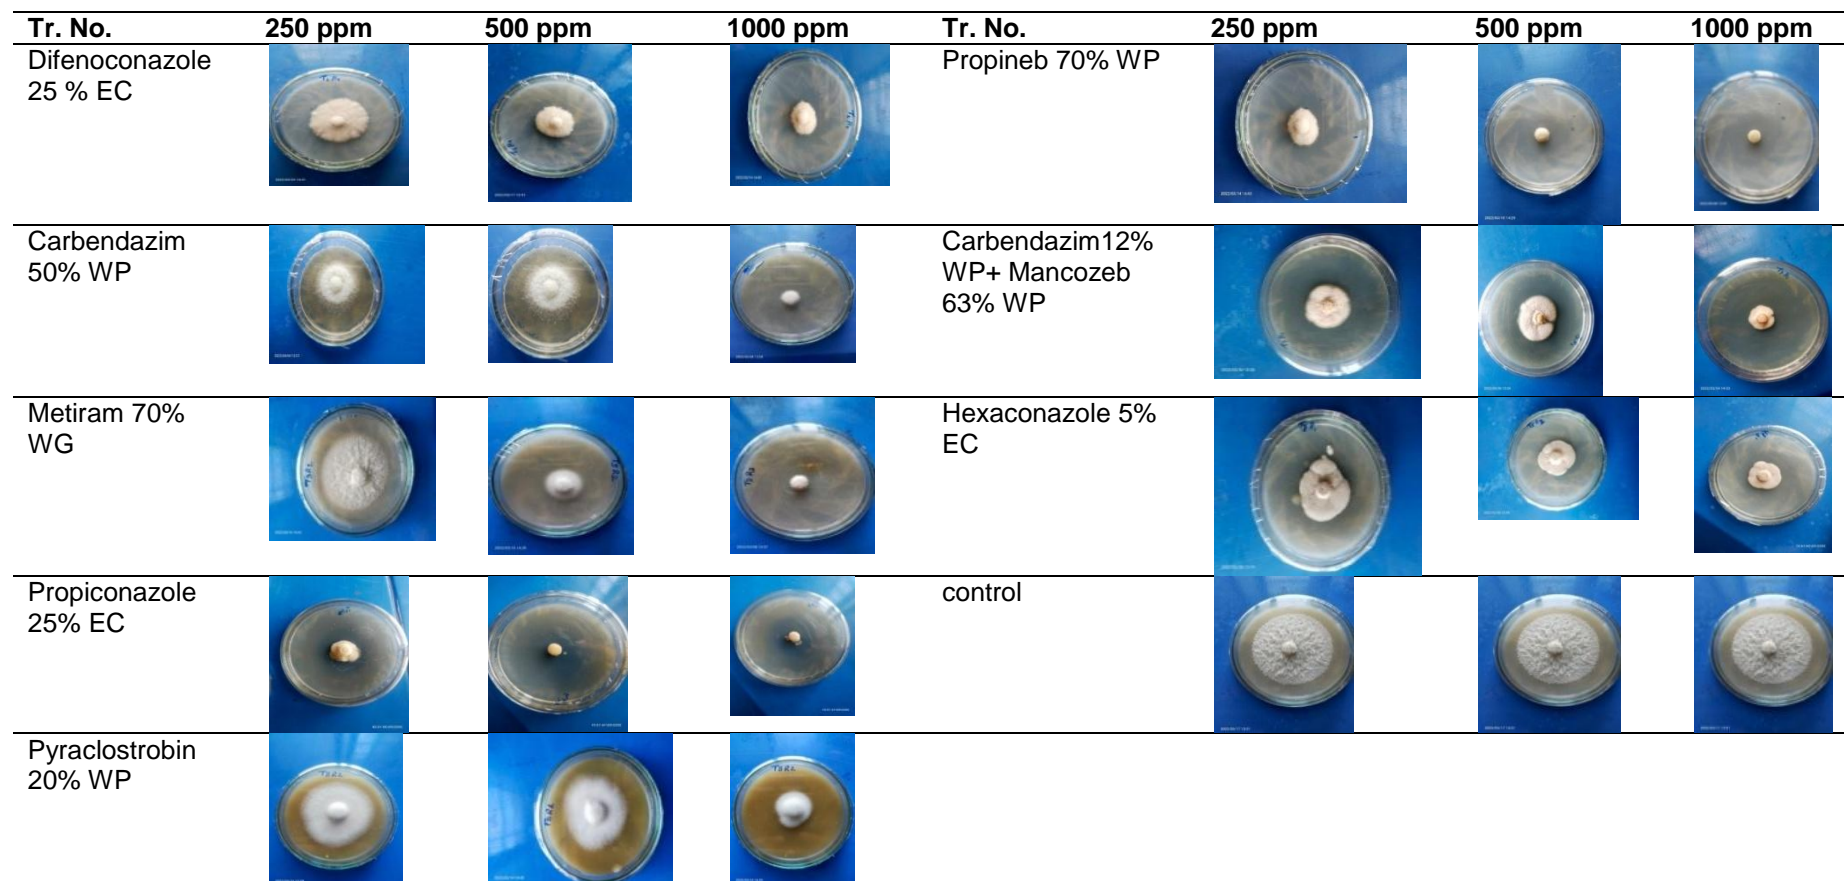 Tr. No. 250 ppm 500 ppm 1000 ppm Tr. No. 250 ppm 500 ppm 1000 ppm
Difenoconazole
25 % EC
Propineb 70% WP
Carbendazim
50% WP
Carbendazim12%
WP+ Mancozeb
63% WP
Metiram 70%
WG
Hexaconazole 5%
EC
Propiconazole
25% EC
control
Pyraclostrobin
20% WP